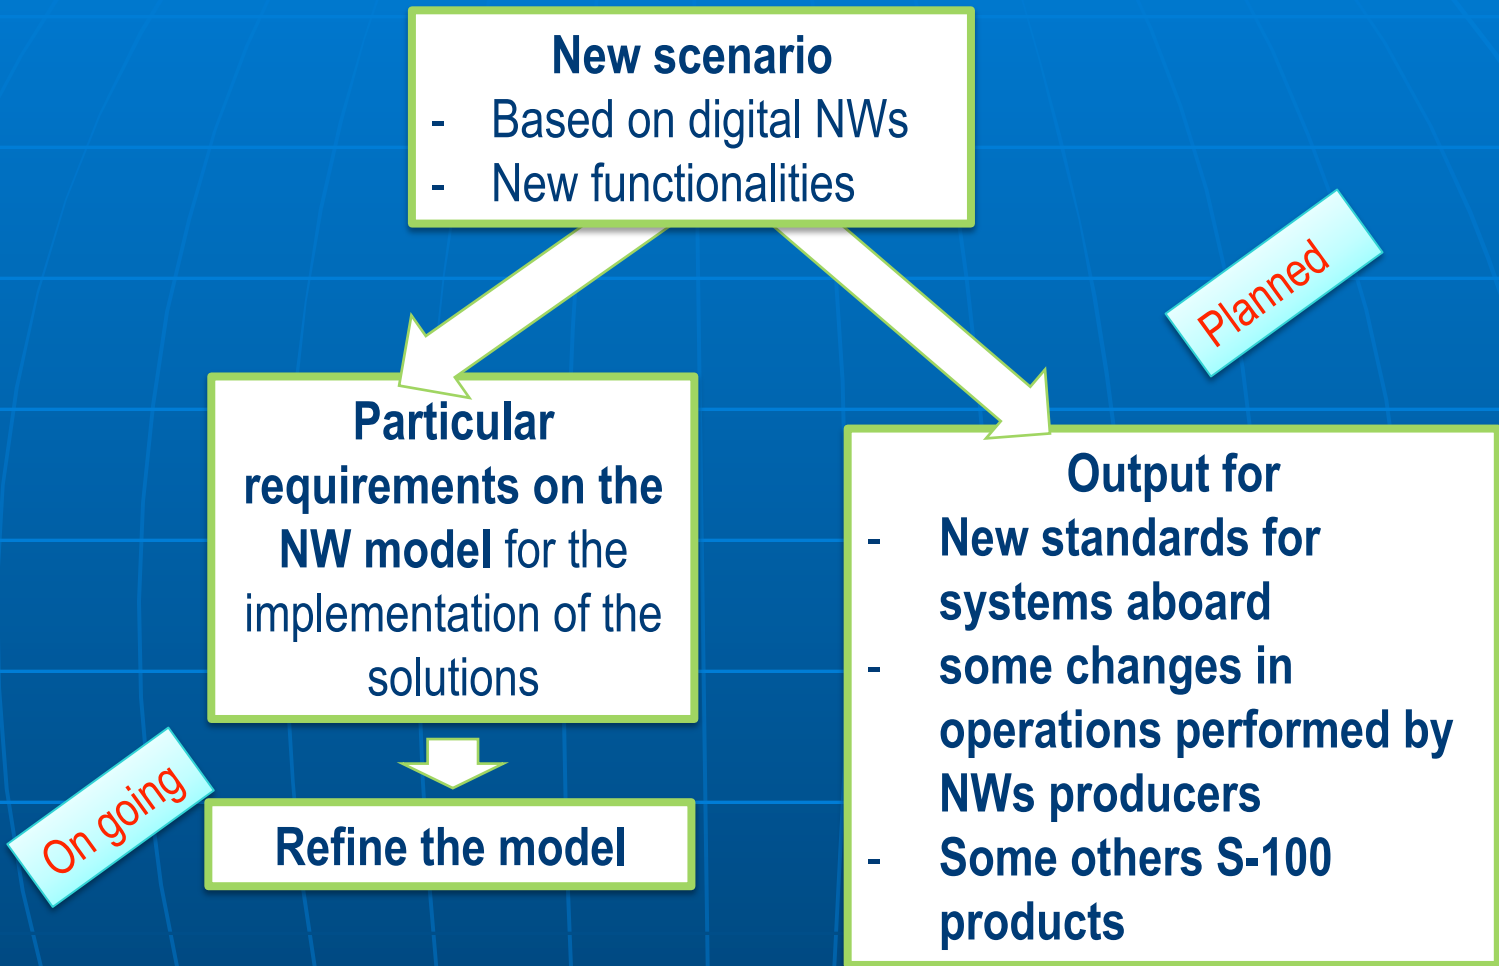 New scenario
- Based on digital NWs
- New functionalities
Planned
Particular
requirements on the
NW model for the
implementation of the
solutions
On going
Refine the model
Output for
- New standards for
systems aboard
- some changes in
operations performed by
NWs producers
- Some others S-100
products